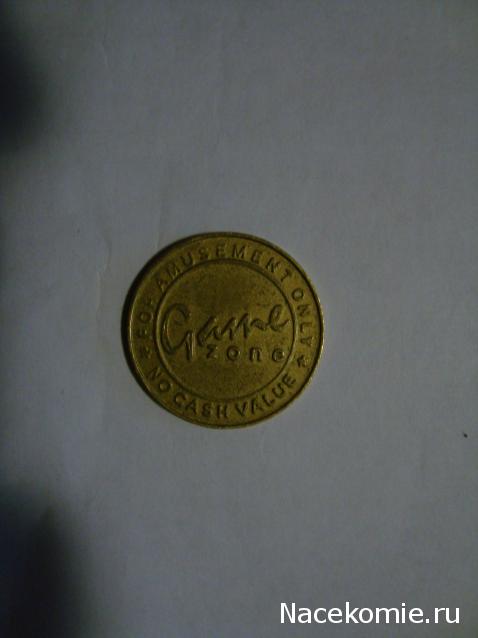 FOR AMUSEMENT ONLY
Game
zone
NO CASH VALUE
Nacekomie.ru